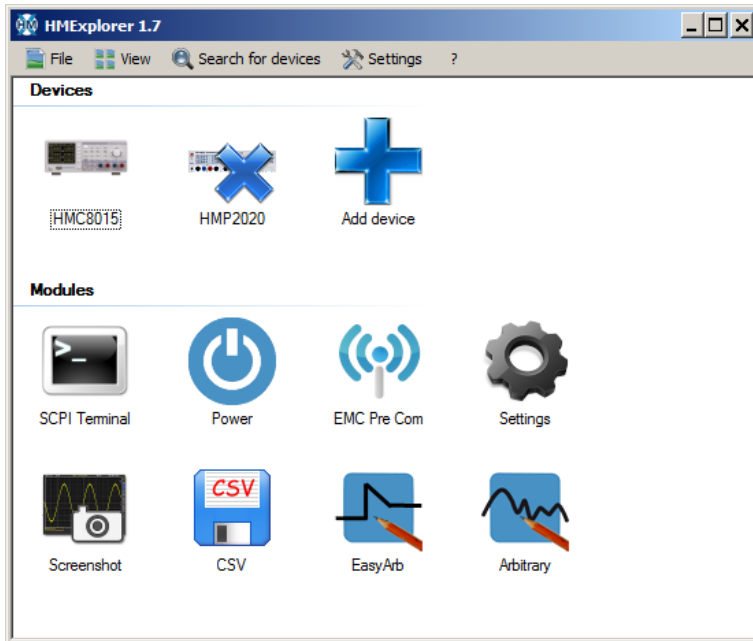 HMExplorer 1.7
File View Search for devices Settings ?
Devices
HMC8015 HMP2020 Add device
Modules
>_
SCPI Terminal Power EMC Pre Com Settings
CSV
Screenshot CSV EasyArb Arbitrary